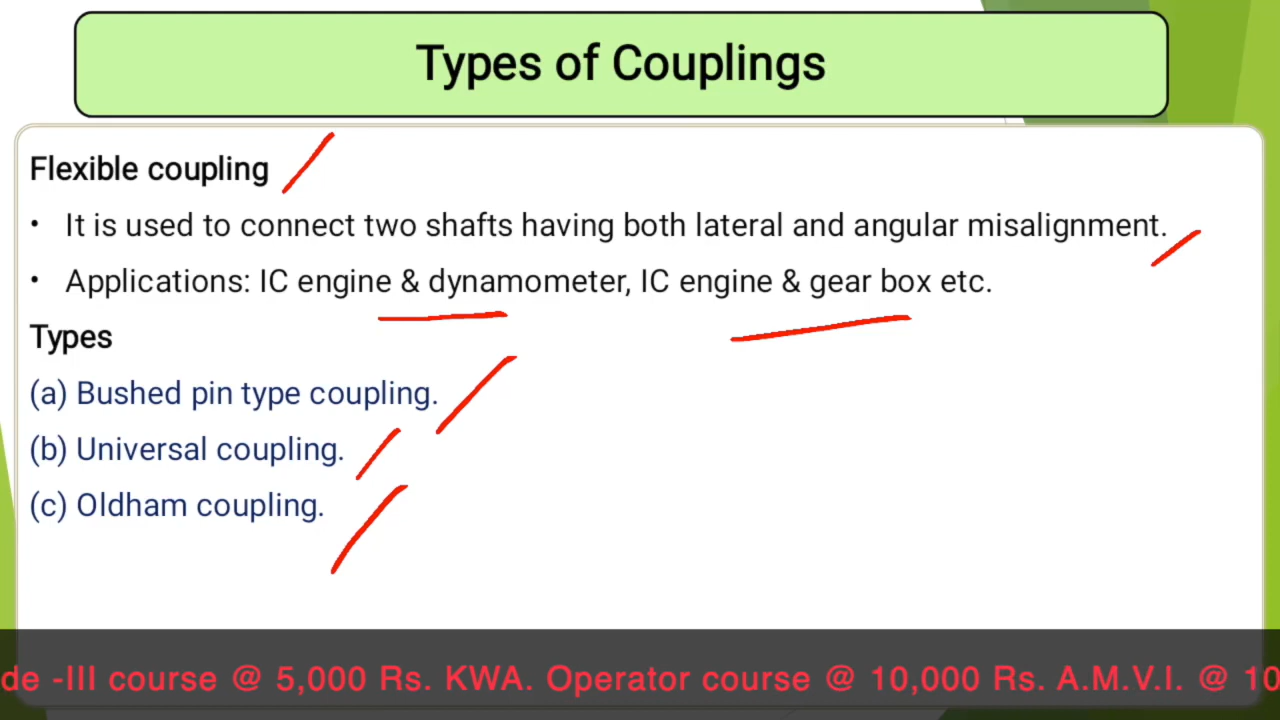 Types of Couplings
Flexible coupling
• It is used to connect two shafts having both lateral and angular misalignment.
• Applications: IC engine & dynamometer, IC engine & gear box etc.
Types
(a) Bushed pin type coupling.
(b) Universal coupling.
(c) Oldham coupling.
de -III course @ 5,000 Rs. KWA. Operator course @ 10,000 Rs. A.M.V.I. @ 10